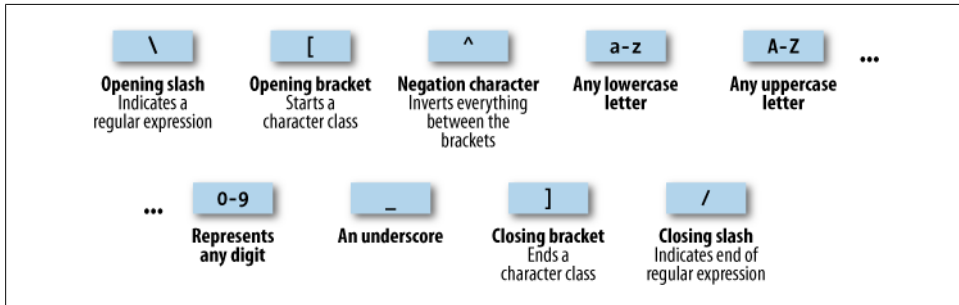 \ [ ^ a-z A-Z
Opening slash Opening bracket Negation character Any lowercase Any uppercase ...
Indicates a Starts a Inverts everything letter letter
regular expression character class between the
brackets
0-9 _ ] /
... Represents An underscore Closing bracket Closing slash
any digit Ends a Indicates end of
character class regular expression